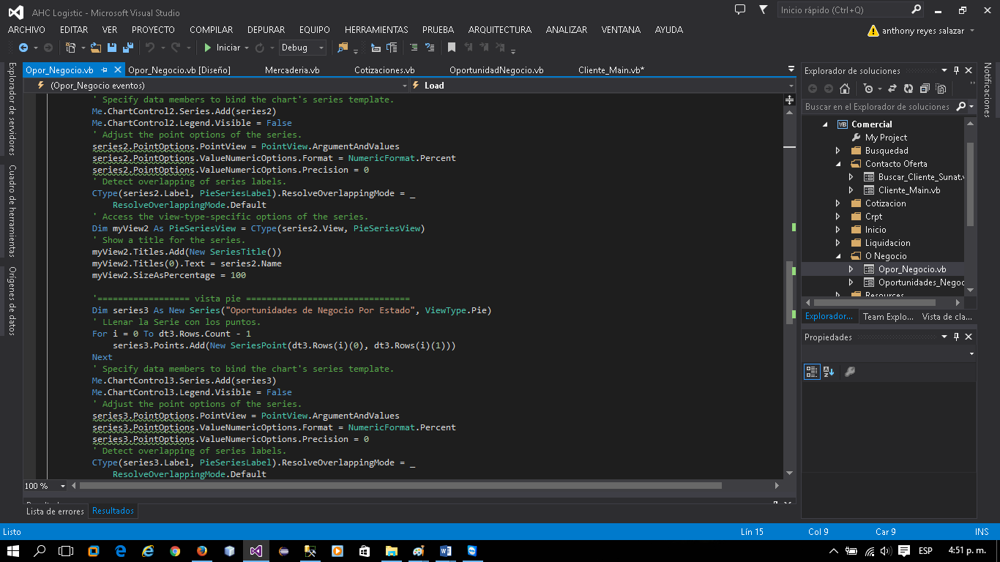 AHC Logistic - Microsoft Visual Studio
Inicio rápido (Ctrl+Q)
ARCHIVO EDITAR VER PROYECTO COMPILAR DEPURAR EQUIPO HERRAMIENTAS PRUEBA ARQUITECTURA ANALIZAR VENTANA AYUDA
anthony reyes salazar
Iniciar
Debug
Explorador de servidores
Cuadro de herramientas
Orígenes de datos
Opor_Negocio.vb Opor_Negocio.vb [Diseño] Mercaderia.vb Cotizaciones.vb OportunidadNegocio.vb Cliente_Main.vb*
(Opor_Negocio eventos) Load
' Specify data members to bind the chart's series template.
Me.ChartControl2.Series.Add(series2)
Me.ChartControl2.Legend.Visible = False
' Adjust the point options of the series.
series2.PointOptions.PointView = PointView.ArgumentAndValues
series2.PointOptions.ValueNumericOptions.Format = NumericFormat.Percent
series2.PointOptions.ValueNumericOptions.Precision = 0
' Detect overlapping of series labels.
CType(series2.Label, PieSeriesLabel).ResolveOverlappingMode = _
ResolveOverlappingMode.Default
' Access the view-type-specific options of the series.
Dim myView2 As PieSeriesView = CType(series2.View, PieSeriesView)
' Show a title for the series.
myView2.Titles.Add(New SeriesTitle())
myView2.Titles(0).Text = series2.Name
myView2.SizeAsPercentage = 100
'================== vista pie ================================
Dim series3 As New Series("Oportunidades de Negocio Por Estado", ViewType.Pie)
' LLenar la Serie con los puntos.
For i = 0 To dt3.Rows.Count - 1
series3.Points.Add(New SeriesPoint(dt3.Rows(i)(0), dt3.Rows(i)(1)))
Next
' Specify data members to bind the chart's series template.
Me.ChartControl3.Series.Add(series3)
Me.ChartControl3.Legend.Visible = False
' Adjust the point options of the series.
series3.PointOptions.PointView = PointView.ArgumentAndValues
series3.PointOptions.ValueNumericOptions.Format = NumericFormat.Percent
series3.PointOptions.ValueNumericOptions.Precision = 0
' Detect overlapping of series labels.
CType(series3.Label, PieSeriesLabel).ResolveOverlappingMode = _
ResolveOverlappingMode.Default
100 %
Lista de errores Resultados
Explorador de soluciones
Buscar en el Explorador de soluciones
VB Comercial
My Project
Busquedad
Contacto Oferta
Buscar_Cliente_Sunat.v
Cliente_Main.vb
Cotizacion
Crpt
Inicio
Liquidacion
O Negocio
Opor_Negocio.vb
Oportunidades_Negoc
Resources
Explorador... Team Explo... Vista de cla...
Propiedades
Notificaciones
Listo Lín 15 Col 9 Car 9 INS
ESP 4:51 p. m.